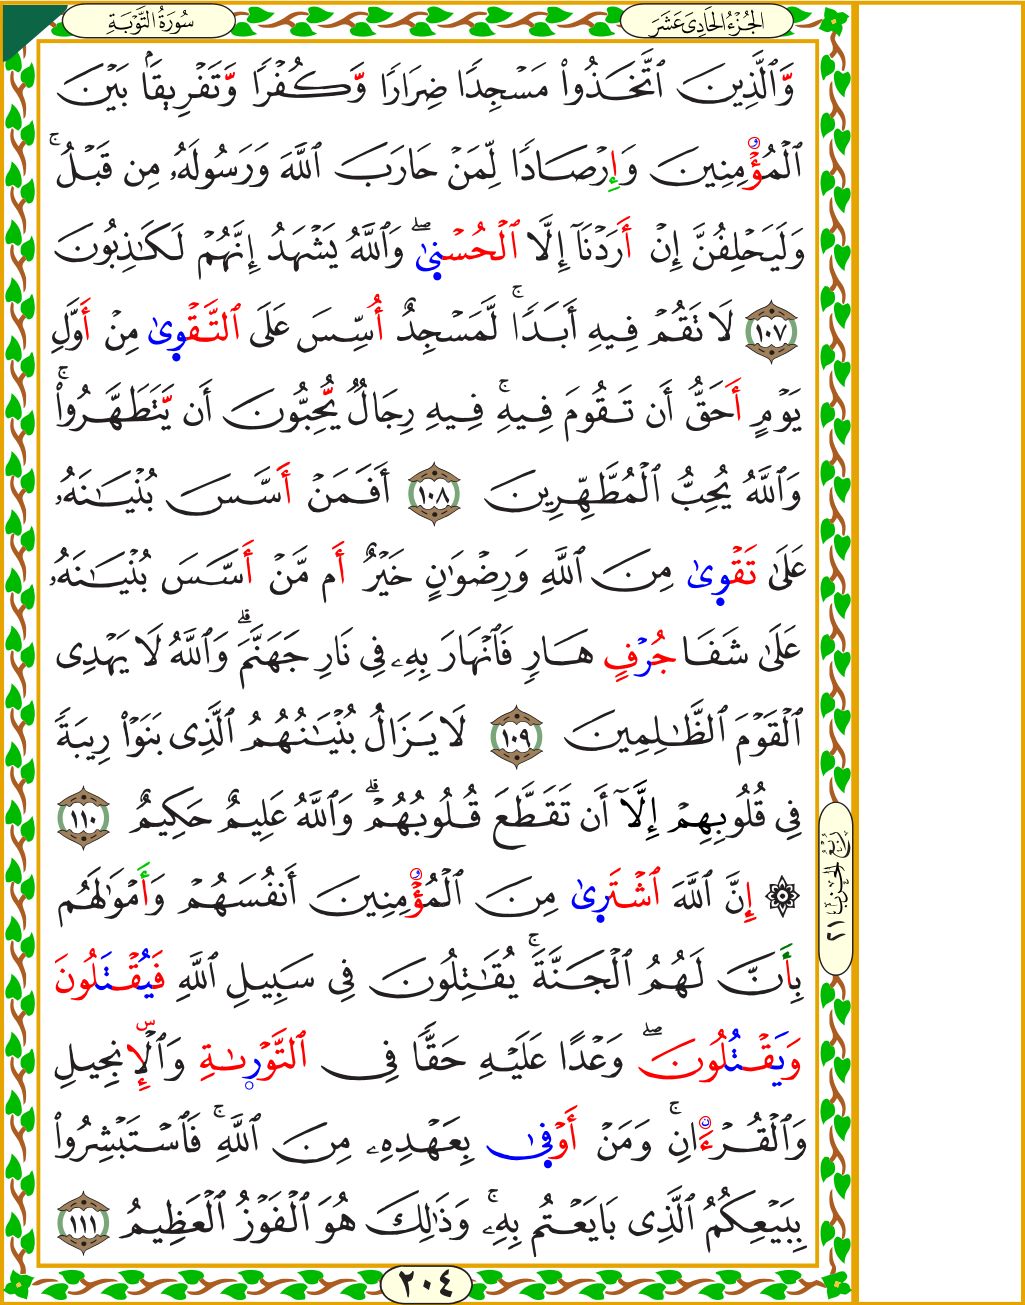 سُورَةُ التَّوْبَةِ
الجُزْءُ الحَادِىَ عَشَرَ
وَّٱلَّذِينَ ٱتَّخَذُوا۟ مَسْجِدًا ضِرَارًا وَّكُفْرًا وَّتَفْرِيقًۢا بَيْنَ
ٱلْمُؤْمِنِينَ وَإِرْصَادًا لِّمَنْ حَارَبَ ٱللَّهَ وَرَسُولَهُۥ مِن قَبْلُ ۚ
وَلَيَحْلِفُنَّ إِنْ أَرَدْنَآ إِلَّا ٱلْحُسْنَىٰ ۖ وَٱللَّهُ يَشْهَدُ إِنَّهُمْ لَكَـٰذِبُونَ
١٠٧ لَا تَقُمْ فِيهِ أَبَدًا ۚ لَّمَسْجِدٌ أُسِّسَ عَلَى ٱلتَّقْوَىٰ مِنْ أَوَّلِ
يَوْمٍ أَحَقُّ أَن تَقُومَ فِيهِ ۚ فِيهِ رِجَالٌ يُّحِبُّونَ أَن يَّتَطَهَّرُوا۟ ۚ
وَٱللَّهُ يُحِبُّ ٱلْمُطَّهِّرِينَ ١٠٨ أَفَمَنْ أَسَّسَ بُنْيَـٰنَهُۥ
عَلَىٰ تَقْوَىٰ مِنَ ٱللَّهِ وَرِضْوَٰنٍ خَيْرٌ أَم مَّنْ أَسَّسَ بُنْيَـٰنَهُۥ
عَلَىٰ شَفَا جُرْفٍ هَارٍ فَٱنْهَارَ بِهِۦ فِى نَارِ جَهَنَّمَ ۗ وَٱللَّهُ لَا يَهْدِى
ٱلْقَوْمَ ٱلظَّـٰلِمِينَ ١٠٩ لَا يَزَالُ بُنْيَـٰنُهُمُ ٱلَّذِى بَنَوْا۟ رِيبَةً
فِى قُلُوبِهِمْ إِلَّآ أَن تَقَطَّعَ قُلُوبُهُمْ ۗ وَٱللَّهُ عَلِيمٌ حَكِيمٌ ١١٠
۞ إِنَّ ٱللَّهَ ٱشْتَرَىٰ مِنَ ٱلْمُؤْمِنِينَ أَنفُسَهُمْ وَأَمْوَٰلَهُم
بِأَنَّ لَهُمُ ٱلْجَنَّةَ ۚ يُقَـٰتِلُونَ فِى سَبِيلِ ٱللَّهِ فَيُقْتَلُونَ
وَيَقْتُلُونَ ۖ وَعْدًا عَلَيْهِ حَقًّا فِى ٱلتَّوْرَىٰةِ وَٱلْإِنجِيلِ
وَٱلْقُرْءَانِ ۚ وَمَنْ أَوْفَىٰ بِعَهْدِهِۦ مِنَ ٱللَّهِ ۚ فَٱسْتَبْشِرُوا۟
بِبَيْعِكُمُ ٱلَّذِى بَايَعْتُم بِهِۦ ۚ وَذَٰلِكَ هُوَ ٱلْفَوْزُ ٱلْعَظِيمُ ١١١
رُبْعُ الحِزْبِ ٢١
٢٠٤